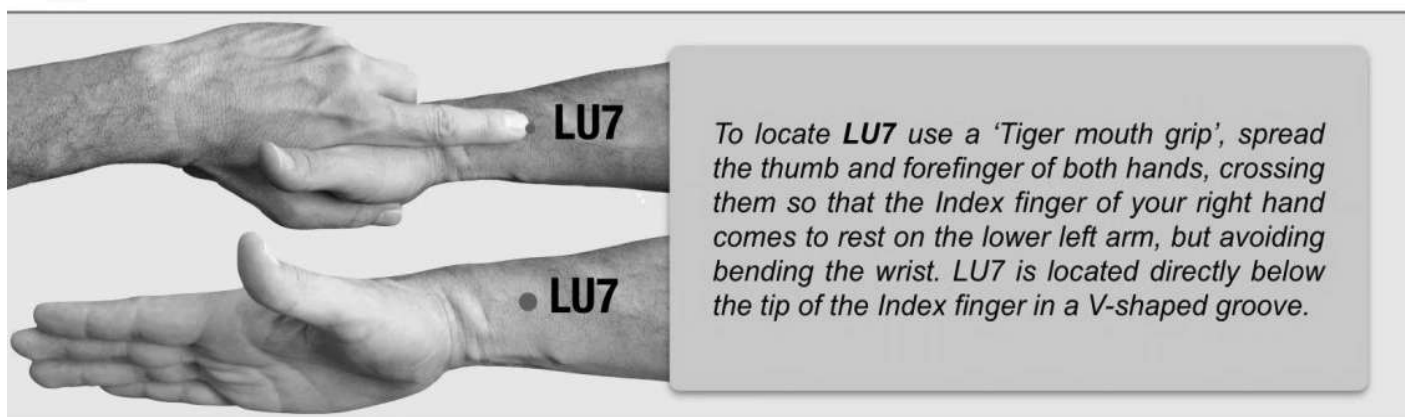 LU7
LU7
To locate LU7 use a 'Tiger mouth grip', spread
the thumb and forefinger of both hands, crossing
them so that the Index finger of your right hand
comes to rest on the lower left arm, but avoiding
bending the wrist. LU7 is located directly below
the tip of the Index finger in a V-shaped groove.